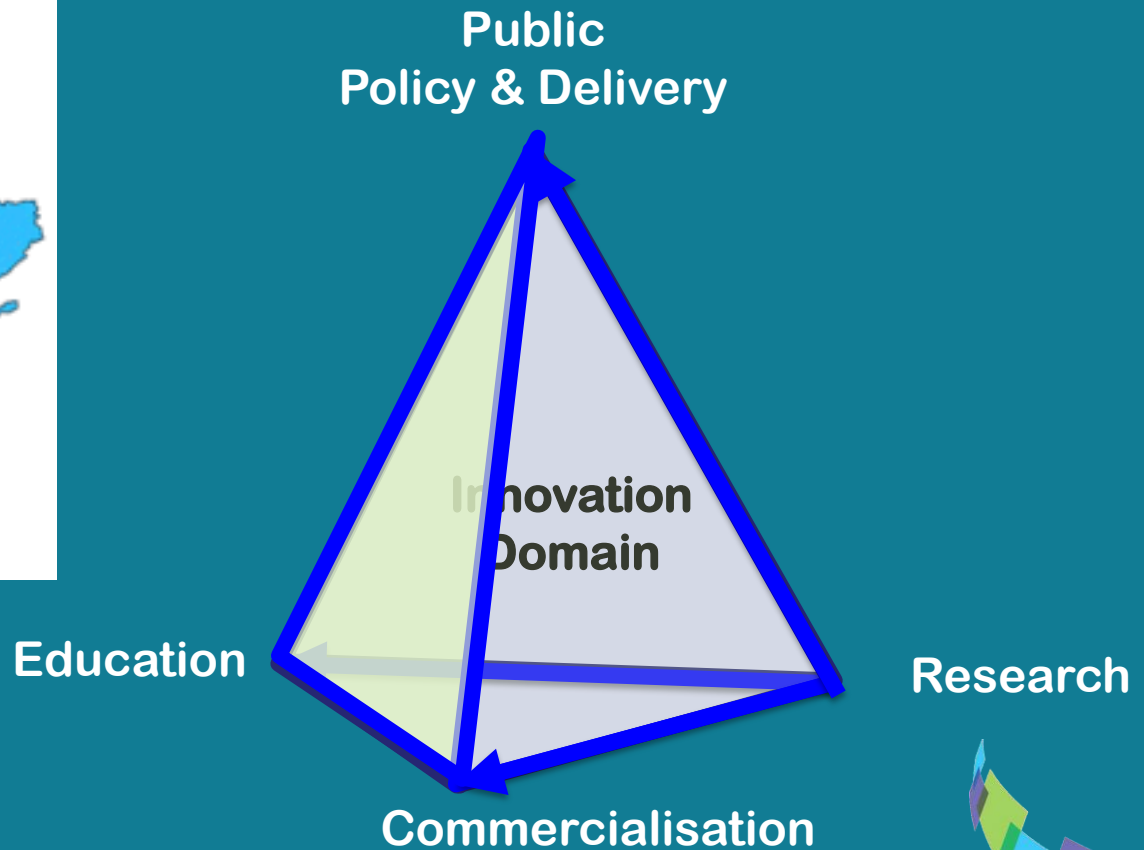 Public
Policy & Delivery
Innovation
Domain
Education
Research
Commercialisation